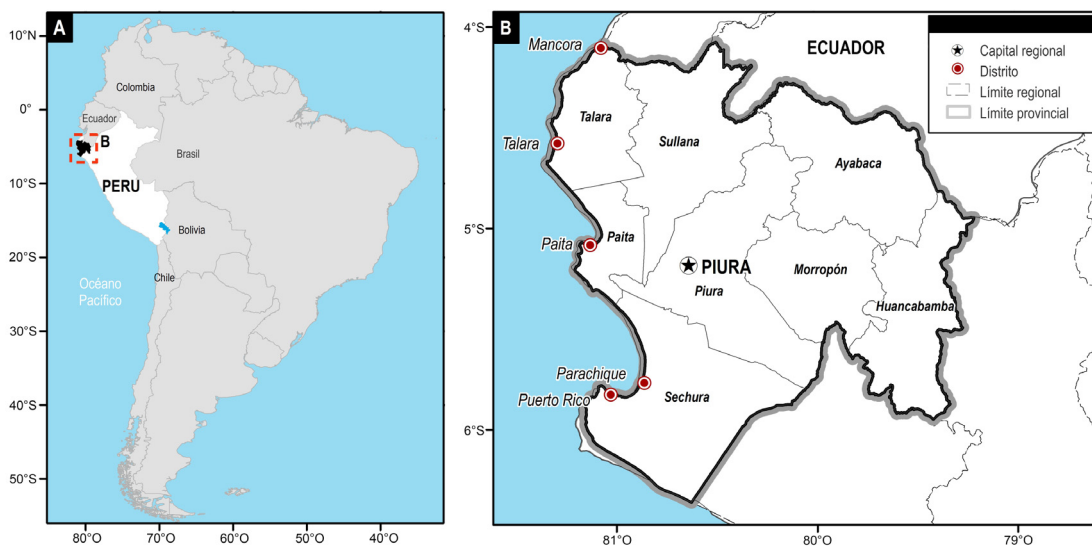 A
10°N
0°
10°S
20°S
30°S
40°S
50°S
80°O
70°O
60°O
50°O
40°O
Colombia
Ecuador
B
Brasil
PERU
Bolivia
Chile
Océano
Pacífico
B
4°S
5°S
6°S
81°O
80°O
79°O
Mancora
ECUADOR
Capital regional
Distrito
Límite regional
Límite provincial
Talara
Talara
Sullana
Ayabaca
Paita
Paita
PIURA
Piura
Morropón
Huancabamba
Parachique
Puerto Rico
Sechura